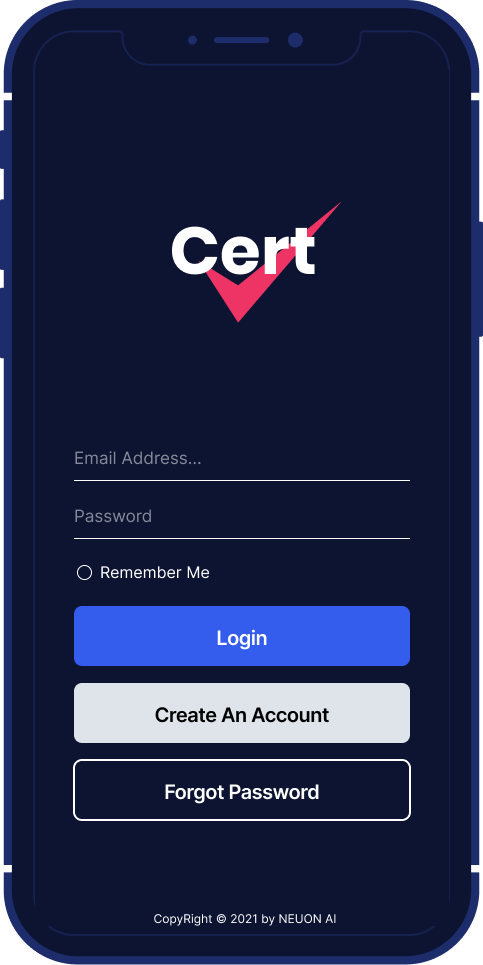 Cert
Email Address...
Password
Remember Me
Login
Create An Account
Forgot Password
CopyRight © 2021 by NEUON AI